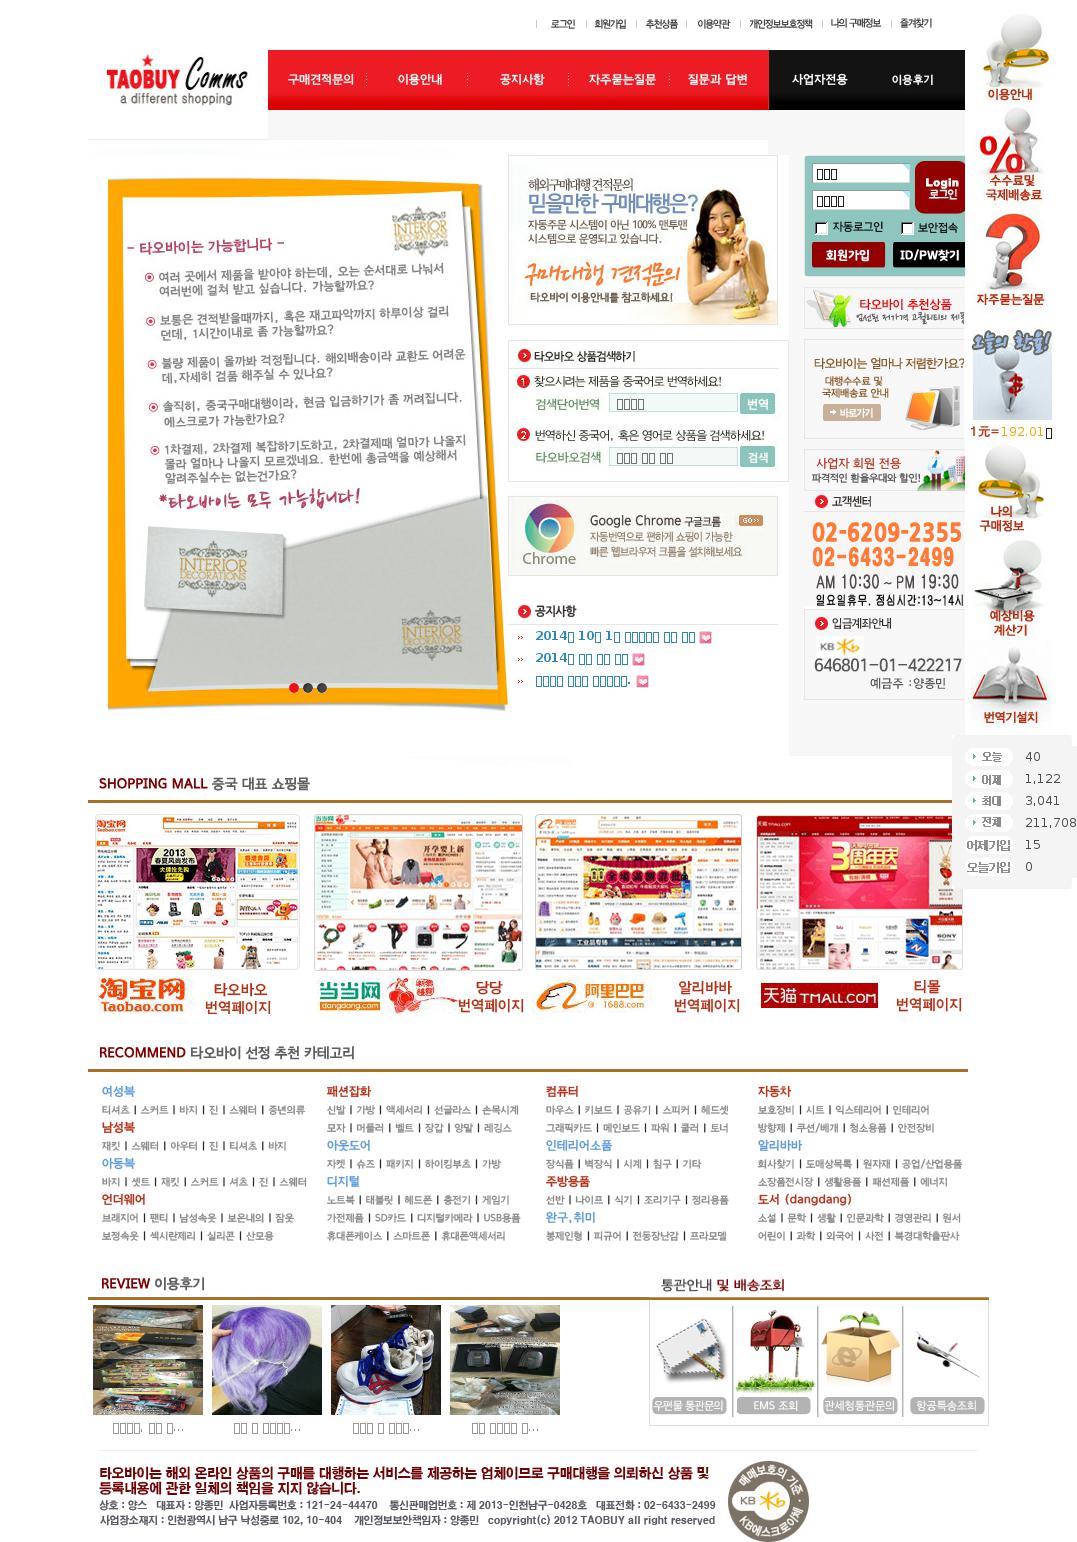 로그인 회원가입 추천상품 이용약관 개인정보보호정책 나의 구매정보 즐겨찾기
TAOBUY Comms
a different shopping
구매견적문의 이용안내 공지사항 자주묻는질문 질문과 답변 사업자전용 이용후기
이용안내
%
수수료및
국제배송료
?
자주묻는질문
오늘의 환율!
1元=192.01
나의
구매정보
예상비용
계산기
번역기설치
오늘 40
어제 1,122
최대 3,041
전체 211,708
어제가입 15
오늘가입 0
INTERIOR
DECORATIONS
- 타오바이는 가능합니다 -
여러 곳에서 제품을 받아야 하는데, 오는 순서대로 나눠서
여러번에 걸쳐 받고 싶습니다. 가능할까요?
보통은 견적받을때까지, 혹은 재고파악까지 하루이상 걸리
던데, 1시간이내로 좀 가능할까요?
불량 제품이 올까봐 걱정됩니다. 해외배송이라 교환도 어려운
데,자세히 검품 해주실 수 있나요?
솔직히, 중국구매대행이라, 현금 입금하기가 좀 꺼려집니다.
에스크로가 가능한가요?
1차결제, 2차결제 복잡하기도하고, 2차결제때 얼마가 나올지
몰라 얼마나 나올지 모르겠네요. 한번에 총금액을 예상해서
알려주실수는 없는건가요?
*타오바이는 모두 가능합니다!
INTERIOR
DECORATIONS
INTERIOR
DECORATIONS
해외구매대행 견적문의
믿을만한 구매대행은?
자동주문 시스템이 아닌 100% 맨투맨
시스템으로 운영되고 있습니다.
구매대행 견적문의
타오바이 이용안내를 참고하세요!
타오바오 상품검색하기
1 찾으시려는 제품을 중국어로 번역하세요!
검색단어번역 번역
2 번역하신 중국어, 혹은 영어로 상품을 검색하세요!
타오바오검색 검색
Google Chrome 구글크롬 GO>>
자동번역으로 편하게 쇼핑이 가능한
빠른 웹브라우저 크롬을 설치해보세요
Chrome
공지사항
2014 10 1
2014
Login
로그인
자동로그인 보안접속
회원가입 ID/PW찾기
타오바이 추천상품
엄선된 저가격 고퀄리티의 제품
타오바이는 얼마나 저렴한가요?
대행수수료 및
국제배송료 안내
바로가기
사업자 회원 전용
파격적인 환율우대와 할인!
고객센터
02-6209-2355
02-6433-2499
AM 10:30 ~ PM 19:30
일요일휴무, 점심시간:13~14시
입금계좌안내
KB
646801-01-422217
예금주 :양종민
SHOPPING MALL 중국 대표 쇼핑몰
淘宝网
Taobao.com
타오바오
번역페이지
当当网
dangdang.com
당당
번역페이지
阿里巴巴
1688.com
알리바바
번역페이지
天猫 TMALL.COM
티몰
번역페이지
RECOMMEND 타오바이 선정 추천 카테고리
여성복
티셔츠 | 스커트 | 바지 | 진 | 스웨터 | 중년의류
남성복
재킷 | 스웨터 | 아우터 | 진 | 티셔츠 | 바지
아동복
바지 | 셋트 | 재킷 | 스커트 | 셔츠 | 진 | 스웨터
언더웨어
브래지어 | 팬티 | 남성속옷 | 보온내의 | 잠옷
보정속옷 | 섹시란제리 | 실리콘 | 산모용
패션잡화
신발 | 가방 | 액세서리 | 선글라스 | 손목시계
모자 | 머플러 | 벨트 | 장갑 | 양말 | 레깅스
아웃도어
자켓 | 슈즈 | 패키지 | 하이킹부츠 | 가방
디지털
노트북 | 태블릿 | 헤드폰 | 충전기 | 게임기
가전제품 | SD카드 | 디지털카메라 | USB용품
휴대폰케이스 | 스마트폰 | 휴대폰액세서리
컴퓨터
마우스 | 키보드 | 공유기 | 스피커 | 헤드셋
그래픽카드 | 메인보드 | 파워 | 쿨러 | 토너
인테리어소품
장식품 | 벽장식 | 시계 | 침구 | 기타
주방용품
선반 | 나이프 | 식기 | 조리기구 | 정리용품
완구,취미
봉제인형 | 피규어 | 전동장난감 | 프라모델
자동차
보호장비 | 시트 | 익스테리어 | 인테리어
방향제 | 쿠션/베개 | 청소용품 | 안전장비
알리바바
회사찾기 | 도매상목록 | 원자재 | 공업/산업용품
소장품전시장 | 생활용품 | 패션제품 | 에너지
도서 (dangdang)
소설 | 문학 | 생활 | 인문과학 | 경영관리 | 원서
어린이 | 과학 | 외국어 | 사전 | 북경대학출판사
REVIEW 이용후기
통관안내 및 배송조회
우편물 통관문의 EMS 조회 관세청통관문의 항공특송조회
타오바이는 해외 온라인 상품의 구매를 대행하는 서비스를 제공하는 업체이므로 구매대행을 의뢰하신 상품 및
등록내용에 관한 일체의 책임을 지지 않습니다.
상호 : 양스 대표자 : 양종민 사업자등록번호 : 121-24-44470 통신판매업번호 : 제 2013-인천남구-0428호 대표전화 : 02-6433-2499
사업장소재지 : 인천광역시 남구 낙섬중로 102, 10-404 개인정보보안책임자 : 양종민 copyright(c) 2012 TAOBUY all right reserved
매매보호의 기준
KB
KB에스크로이체